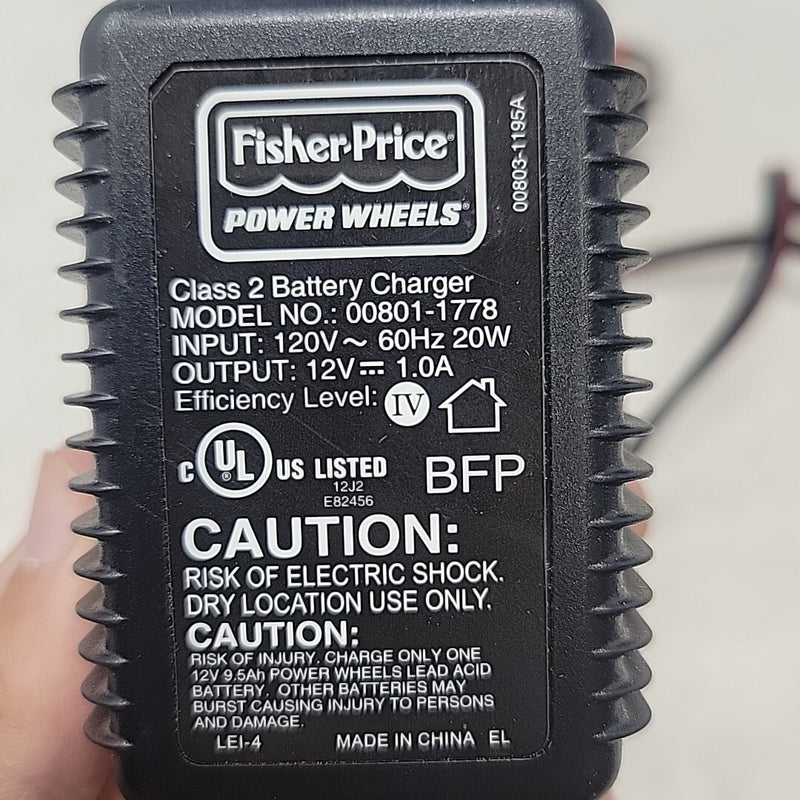 Fisher-Price®
POWER WHEELS®
00803-1195A
Class 2 Battery Charger
MODEL NO.: 00801-1778
INPUT: 120V ~ 60Hz 20W
OUTPUT: 12V ⎓ 1.0A
Efficiency Level: IV
C UL® US LISTED
12J2
E82456
BFP
CAUTION:
RISK OF ELECTRIC SHOCK.
DRY LOCATION USE ONLY.
CAUTION:
RISK OF INJURY. CHARGE ONLY ONE
12V 9.5Ah POWER WHEELS LEAD ACID
BATTERY. OTHER BATTERIES MAY
BURST CAUSING INJURY TO PERSONS
AND DAMAGE.
LEI-4 MADE IN CHINA EL